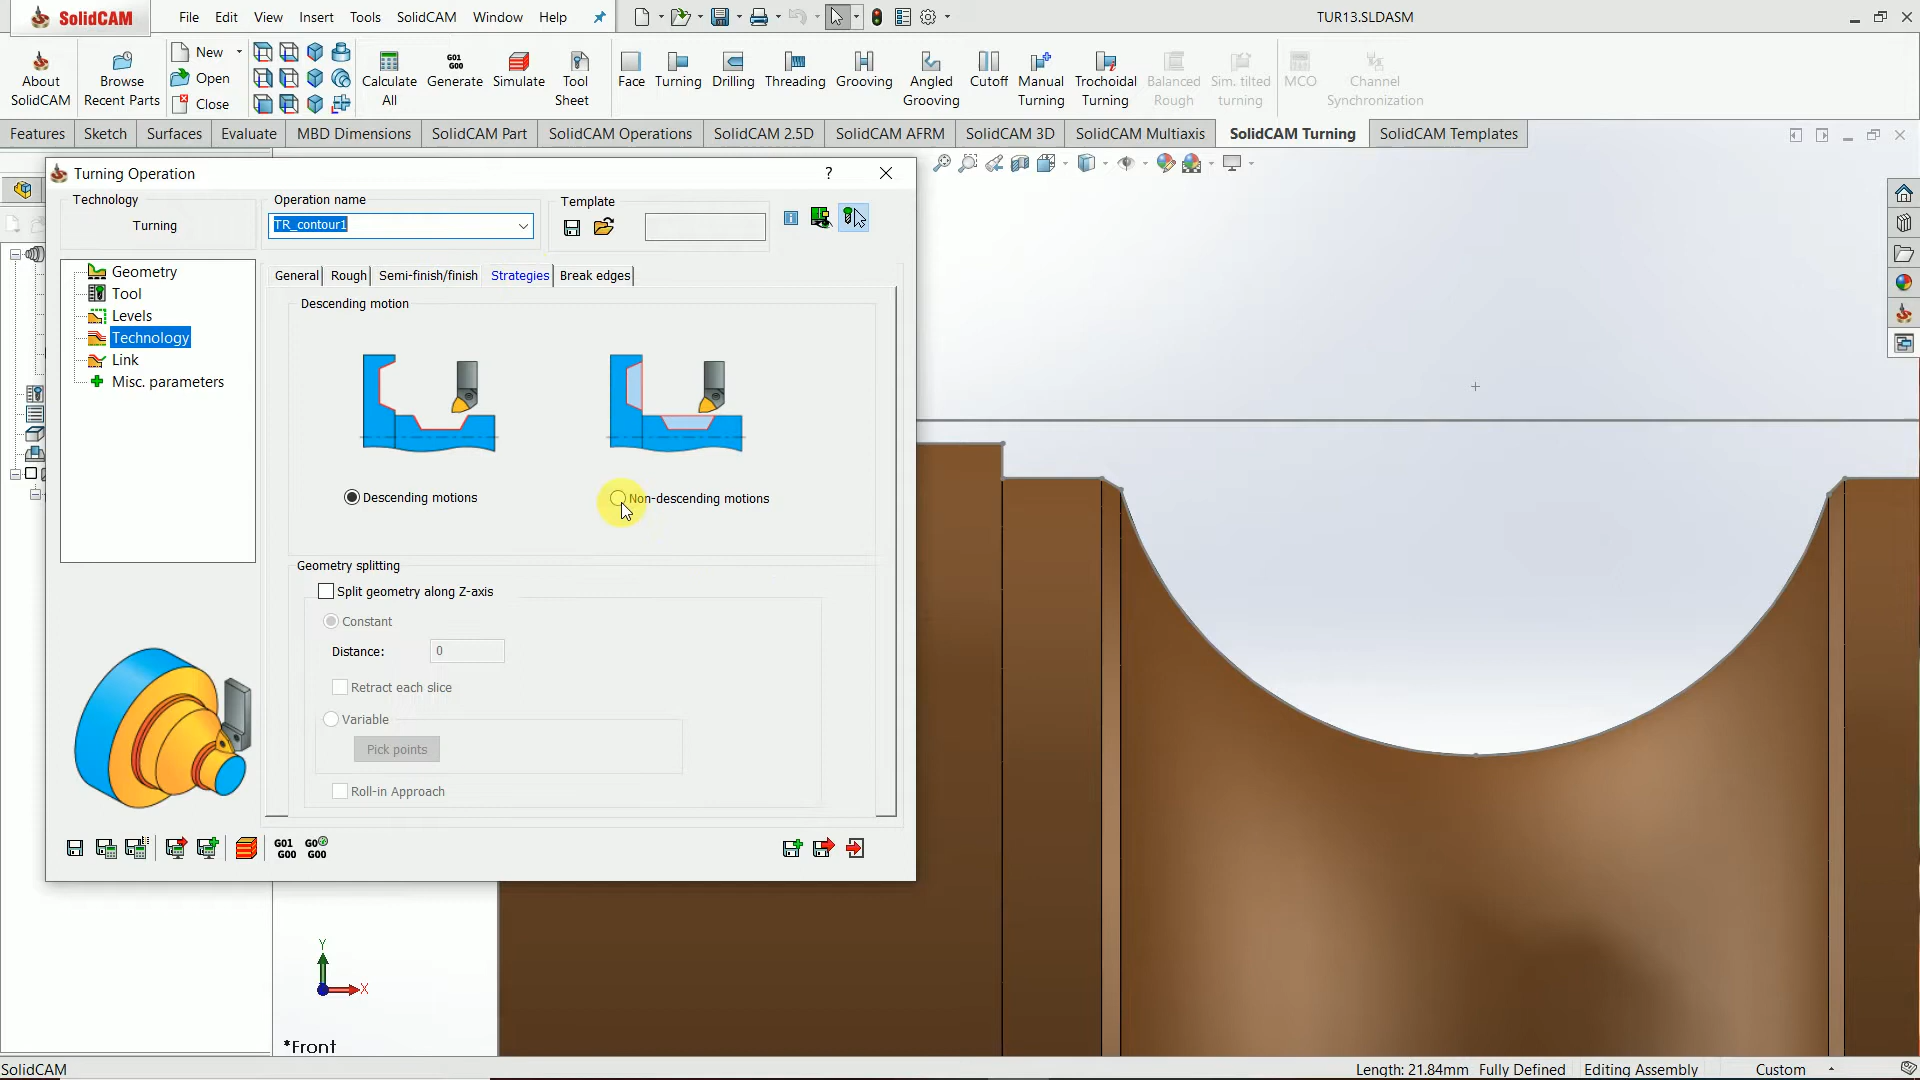 SolidCAM
File Edit View Insert Tools SolidCAM Window Help
TUR13.SLDASM
About SolidCAM
Browse Recent Parts
New
Open
Close
Calculate All
G01 G00
Generate
Simulate
Tool Sheet
Face
Turning
Drilling
Threading
Grooving
Angled Grooving
Cutoff
Manual Turning
Trochoidal Turning
Balanced Rough
Sim. tilted turning
MCO
Channel Synchronization
Features Sketch Surfaces Evaluate MBD Dimensions SolidCAM Part SolidCAM Operations SolidCAM 2.5D SolidCAM AFRM SolidCAM 3D SolidCAM Multiaxis SolidCAM Turning SolidCAM Templates
Turning Operation
?
Technology
Turning
Operation name
TR_contour1
Template
Geometry
Tool
Levels
Technology
Link
Misc. parameters
General Rough Semi-finish/finish Strategies Break edges
Descending motion
Descending motions
Non-descending motions
Geometry splitting
Split geometry along Z-axis
Constant
Distance: 0
Retract each slice
Variable
Pick points
Roll-in Approach
G01 G00
G0 G00
Y
X
*Front
SolidCAM
Length: 21.84mm Fully Defined Editing Assembly Custom